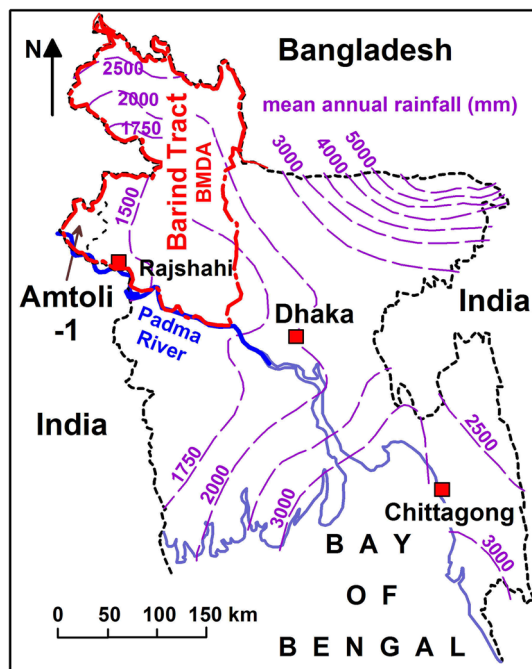 N
Bangladesh
mean annual rainfall (mm)
2500
2000
1750
1500
Barind Tract
BMDA
3000
4000
5000
Rajshahi
Amtoli
-1
Padma
River
Dhaka
India
India
1750
2000
3000
2500
Chittagong
3000
B A Y
O F
B E N G A L
0 50 100 150 km